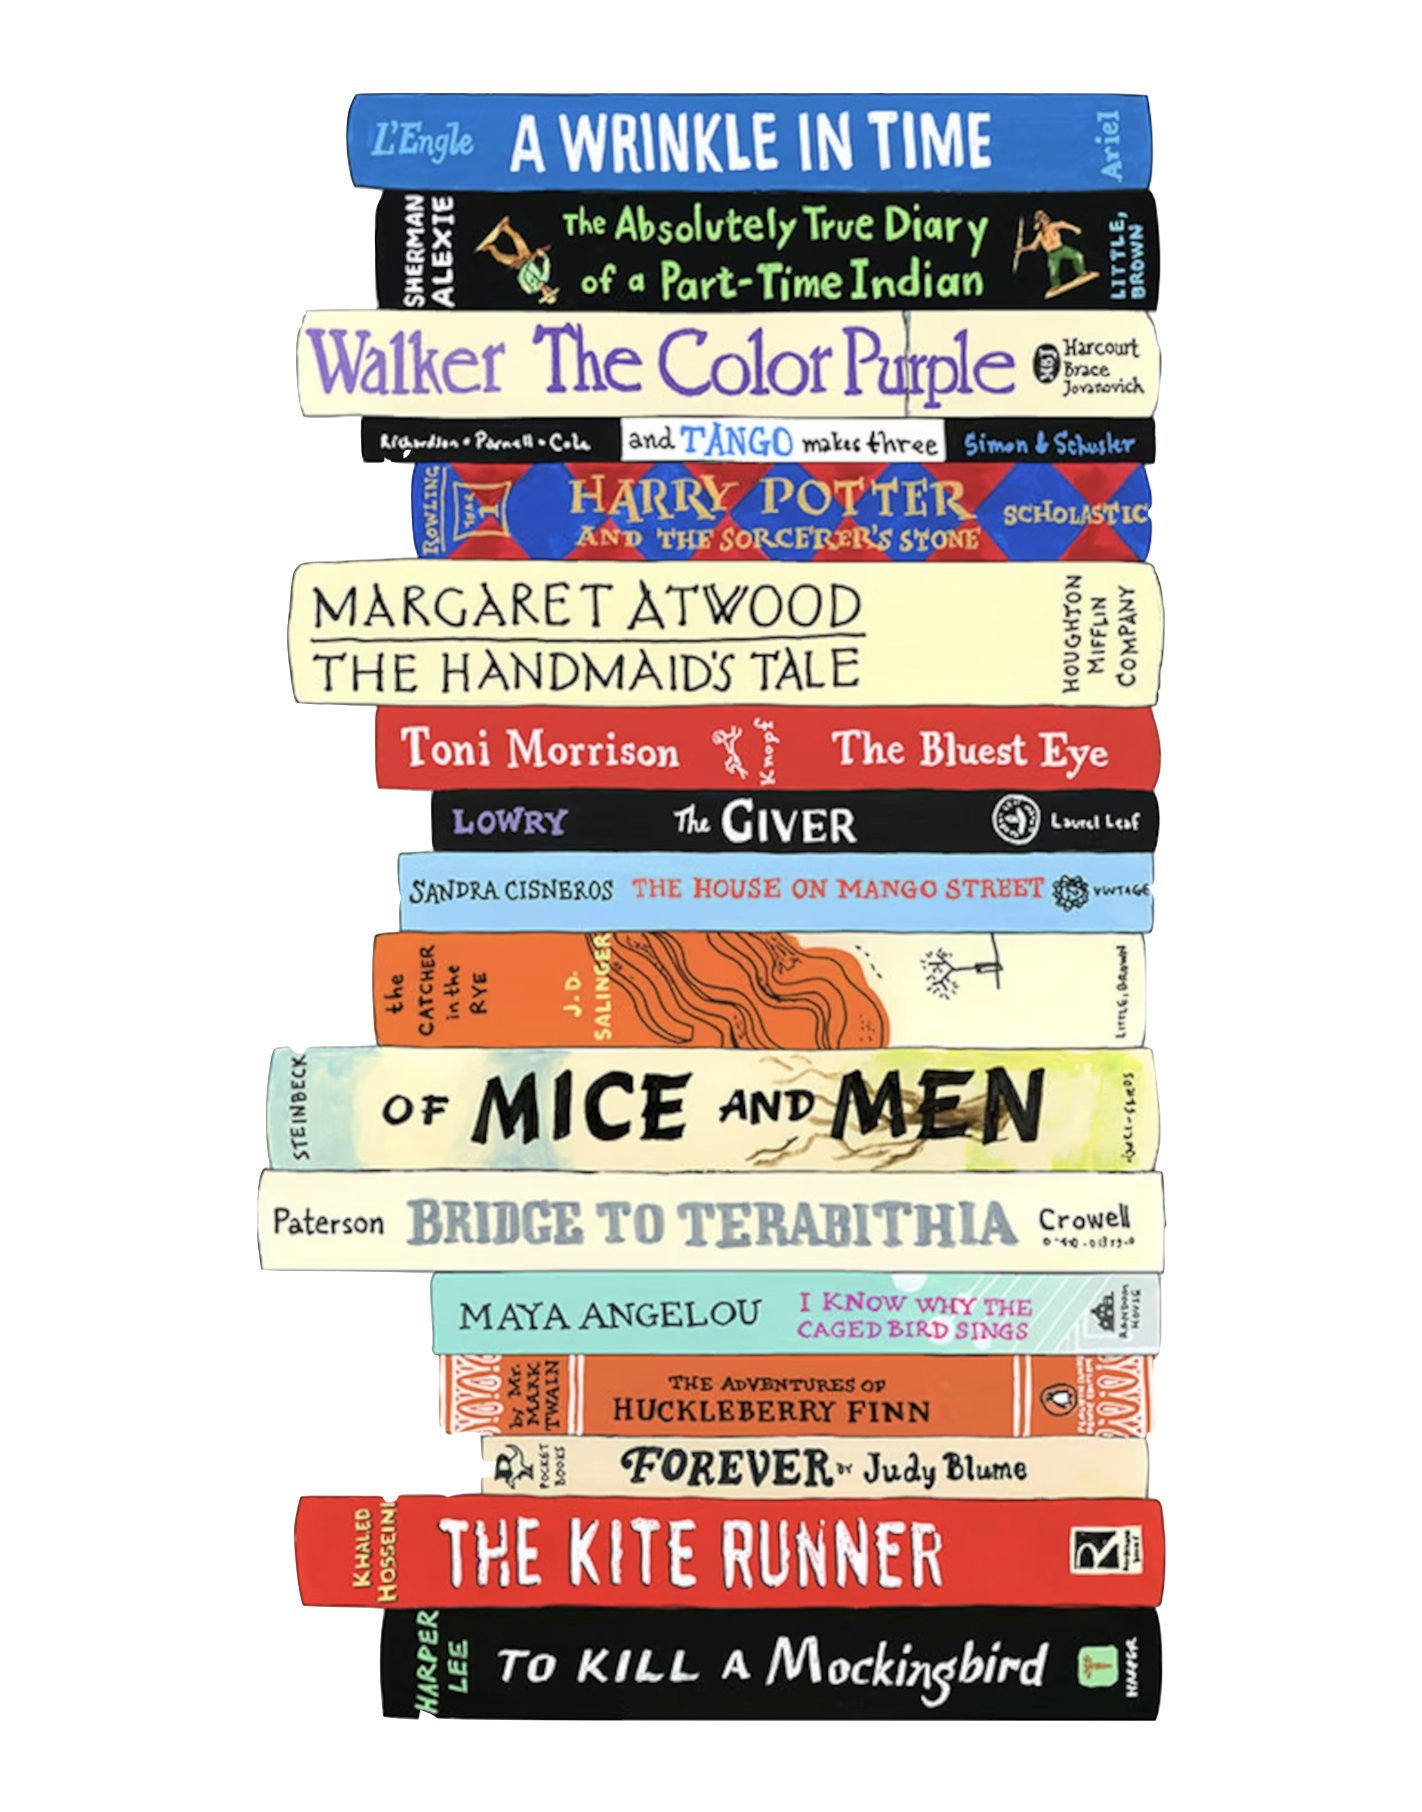 L'Engle A WRINKLE IN TIME Ariel
SHERMAN
ALEXIE
The Absolutely True Diary
of a Part-Time Indian
LITTLE,
BROWN
Walker The Color Purple
HBJ
Harcourt
Brace
Jovanovich
Richardson • Parnell • Cole and TANGO makes three Simon & Schuster
ROWLING
YEAR
1
HARRY POTTER
AND THE SORCERER'S STONE
SCHOLASTIC
MARGARET ATWOOD
THE HANDMAID'S TALE
HOUGHTON
MIFFLIN
COMPANY
Toni Morrison Knopf The Bluest Eye
LOWRY The GIVER Laurel Leaf
SANDRA CISNEROS THE HOUSE ON MANGO STREET VINTAGE
the
CATCHER
in the
RYE
J.D.
SALINGER
LITTLE, BROWN
STEINBECK OF MICE AND MEN
Paterson BRIDGE TO TERABITHIA Crowell
MAYA ANGELOU
I KNOW WHY THE
CAGED BIRD SINGS
RANDOM
HOUSE
by Mr.
MARK
TWAIN
THE ADVENTURES OF
HUCKLEBERRY FINN
POCKET
BOOKS
FOREVER BY Judy Blume
KHALED
HOSSEINI
THE KITE RUNNER
R
HARPER
LEE
TO KILL A Mockingbird
HARPER